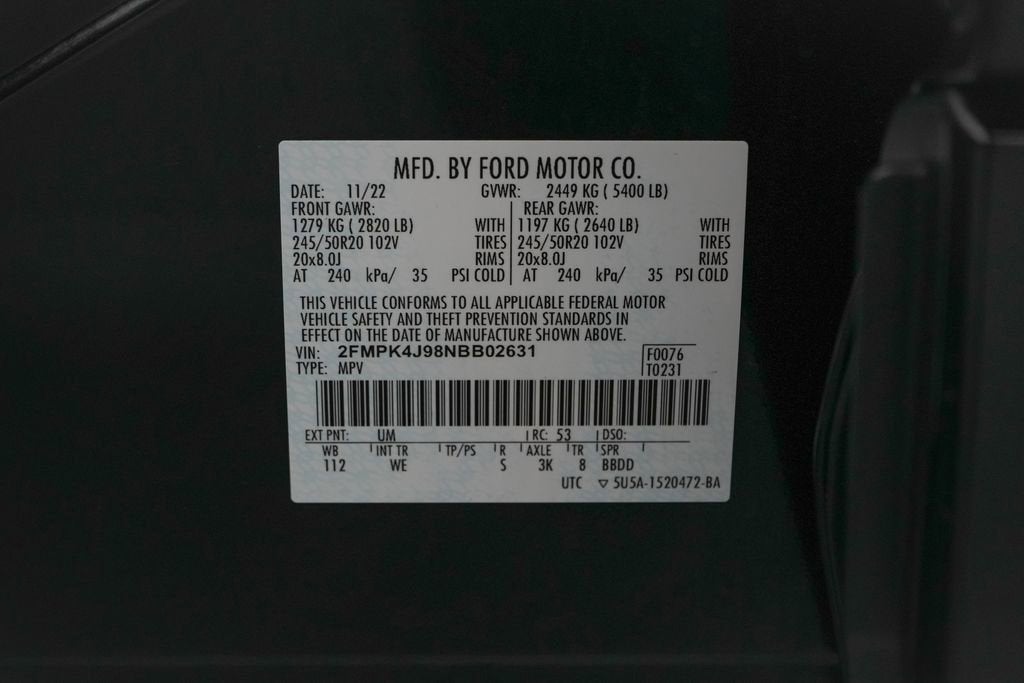 MFD. BY FORD MOTOR CO.
DATE: 11/22 GVWR: 2449 KG ( 5400 LB)
FRONT GAWR: REAR GAWR:
1279 KG ( 2820 LB) WITH 1197 KG ( 2640 LB) WITH
245/50R20 102V TIRES 245/50R20 102V TIRES
20x8.0J RIMS 20x8.0J RIMS
AT 240 kPa/ 35 PSI COLD AT 240 kPa/ 35 PSI COLD
THIS VEHICLE CONFORMS TO ALL APPLICABLE FEDERAL MOTOR
VEHICLE SAFETY AND THEFT PREVENTION STANDARDS IN
EFFECT ON THE DATE OF MANUFACTURE SHOWN ABOVE.
VIN: 2FMPK4J98NBB02631 F0076
TYPE: MPV T0231
EXT PNT: UM RC: 53 DSO:
WB INT TR TP/PS R AXLE TR SPR
112 WE S 3K 8 BBDD
UTC ▽ 5U5A-1520472-BA